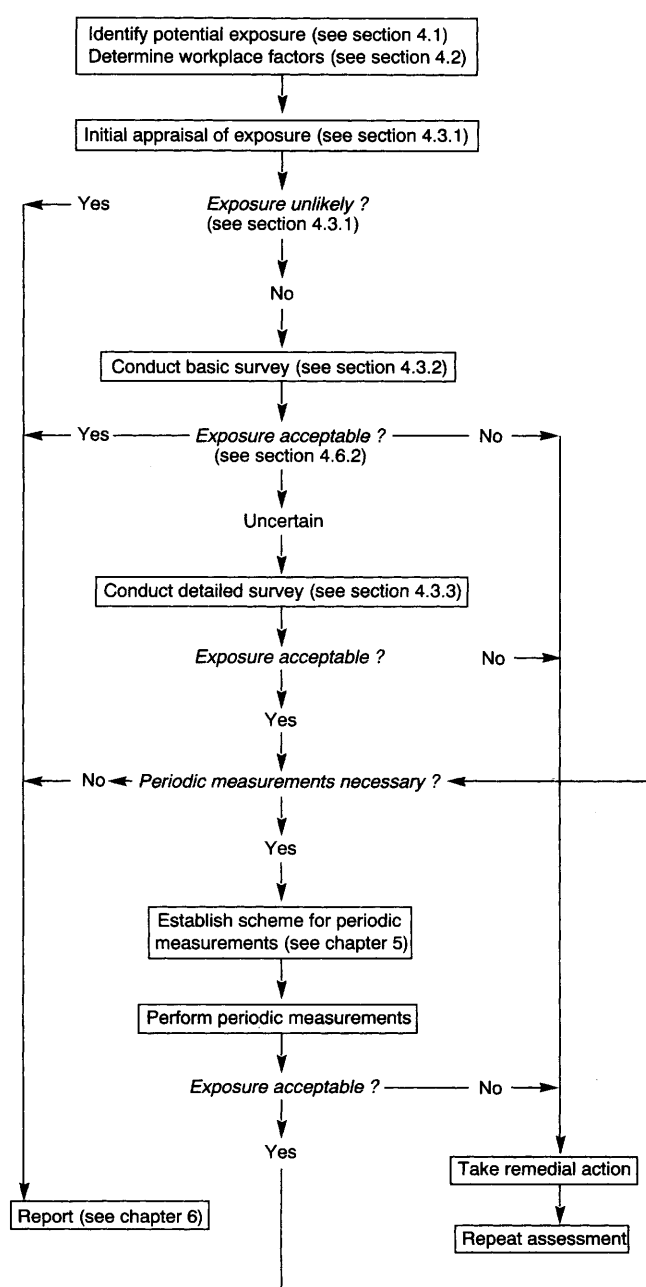 Identify potential exposure (see section 4.1)
Determine workplace factors (see section 4.2)
Initial appraisal of exposure (see section 4.3.1)
Yes
Exposure unlikely ?
(see section 4.3.1)
No
Conduct basic survey (see section 4.3.2)
Yes
Exposure acceptable ?
No
(see section 4.6.2)
Uncertain
Conduct detailed survey (see section 4.3.3)
Exposure acceptable ?
No
Yes
No
Periodic measurements necessary ?
Yes
Establish scheme for periodic
measurements (see chapter 5)
Perform periodic measurements
Exposure acceptable ?
No
Yes
Take remedial action
Report (see chapter 6)
Repeat assessment